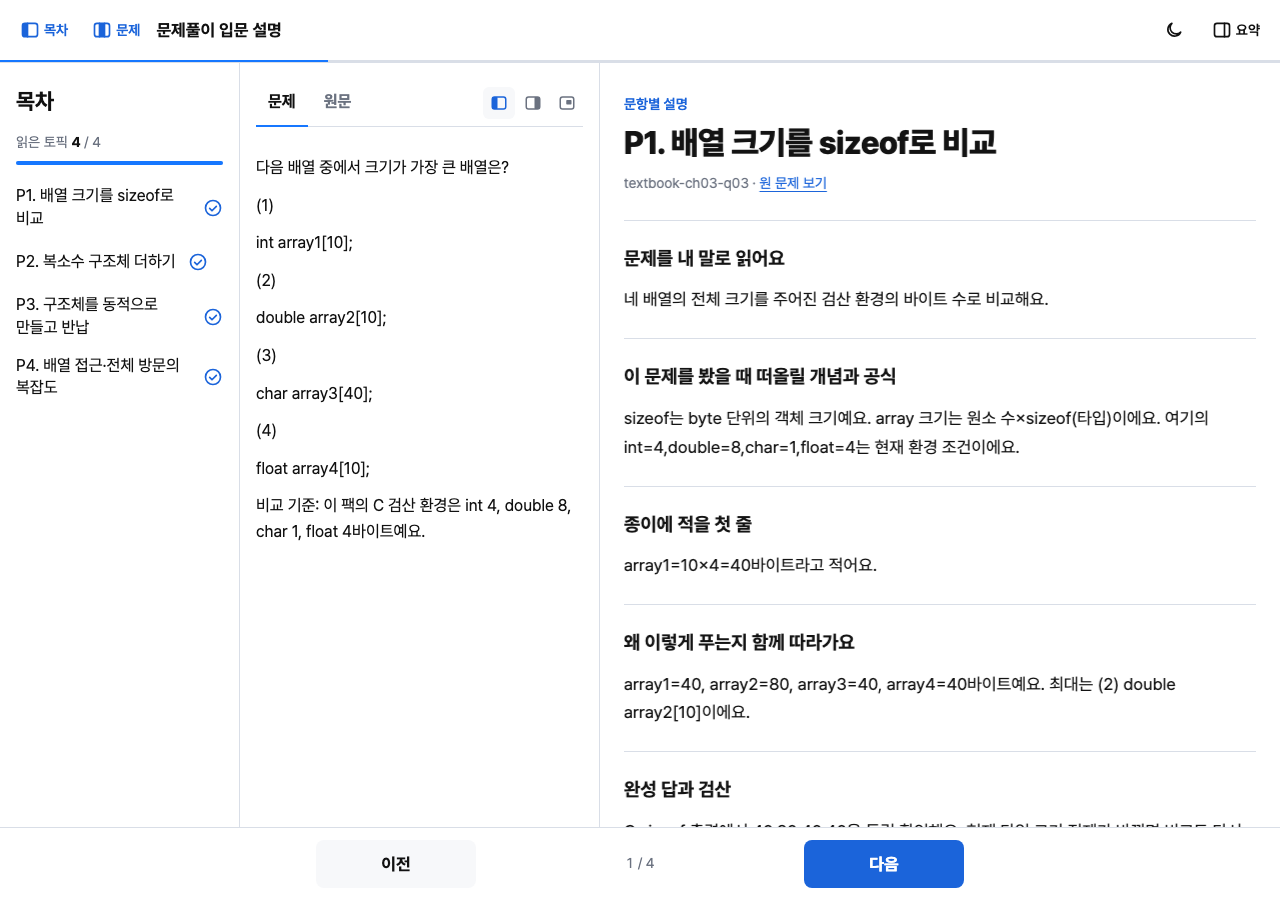 목차
문제
문제풀이 입문 설명
요약
목차
읽은 토픽 4 / 4
P1. 배열 크기를 sizeof로
비교
P2. 복소수 구조체 더하기
P3. 구조체를 동적으로
만들고 반납
P4. 배열 접근·전체 방문의
복잡도
문제
원문
다음 배열 중에서 크기가 가장 큰 배열은?
(1)
int array1[10];
(2)
double array2[10];
(3)
char array3[40];
(4)
float array4[10];
비교 기준: 이 팩의 C 검산 환경은 int 4, double 8,
char 1, float 4바이트예요.
문항별 설명
P1. 배열 크기를 sizeof로 비교
textbook-ch03-q03 · 원 문제 보기
문제를 내 말로 읽어요
네 배열의 전체 크기를 주어진 검산 환경의 바이트 수로 비교해요.
이 문제를 봤을 때 떠올릴 개념과 공식
sizeof는 byte 단위의 객체 크기예요. array 크기는 원소 수×sizeof(타입)이에요. 여기의
int=4,double=8,char=1,float=4는 현재 환경 조건이에요.
종이에 적을 첫 줄
array1=10×4=40바이트라고 적어요.
왜 이렇게 푸는지 함께 따라가요
array1=40, array2=80, array3=40, array4=40바이트예요. 최대는 (2) double
array2[10]이에요.
완성 답과 검산
이전
1 / 4
다음